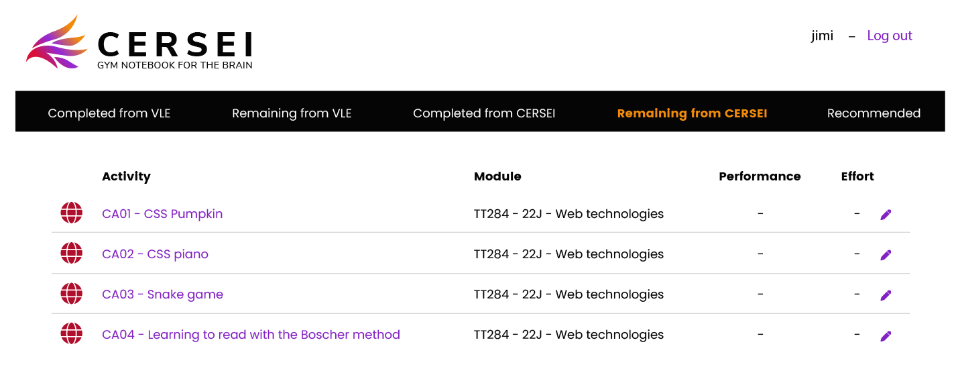 CERSEI
GYM NOTEBOOK FOR THE BRAIN
jimi – Log out
Completed from VLE Remaining from VLE Completed from CERSEI Remaining from CERSEI Recommended
Activity Module Performance Effort
CA01 - CSS Pumpkin TT284 - 22J - Web technologies - -
CA02 - CSS piano TT284 - 22J - Web technologies - -
CA03 - Snake game TT284 - 22J - Web technologies - -
CA04 - Learning to read with the Boscher method TT284 - 22J - Web technologies - -